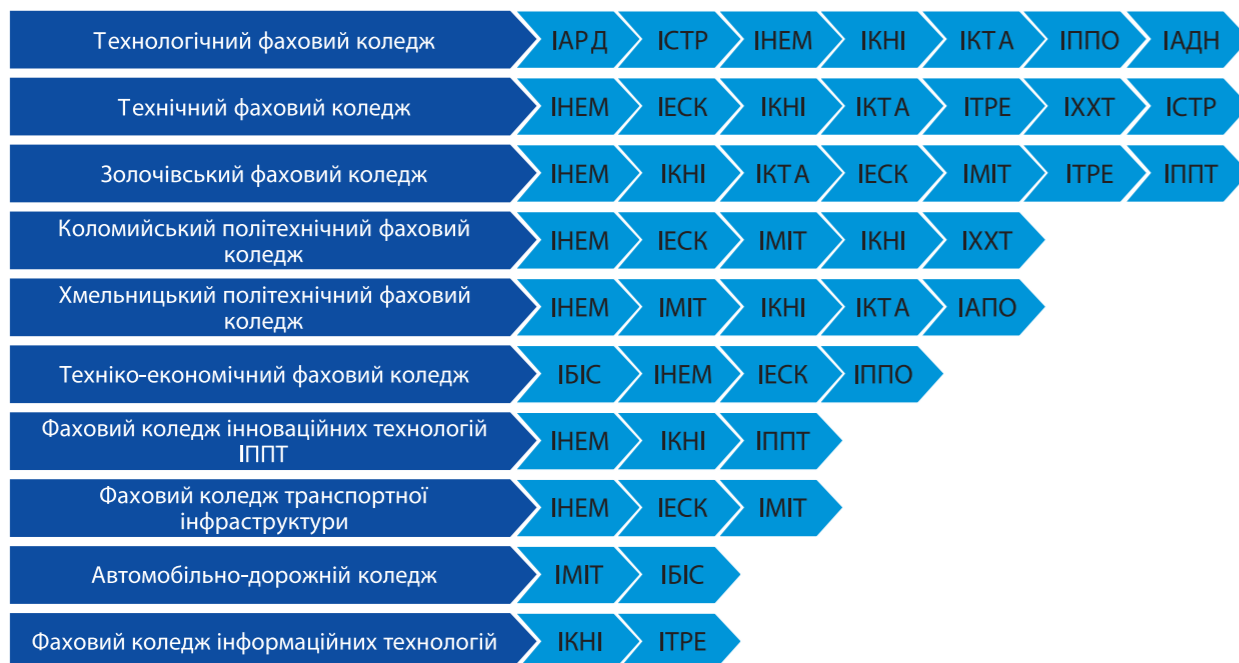 Технологічний фаховий коледж ІАРД ІСТР ІНЕМ ІКНІ ІКТА ІППО ІАДН
Технічний фаховий коледж ІНЕМ ІЕСК ІКНІ ІКТА ІТРЕ ІХХТ ІСТР
Золочівський фаховий коледж ІНЕМ ІКНІ ІКТА ІЕСК ІМІТ ІТРЕ ІППТ
Коломийський політехнічний фаховий
коледж ІНЕМ ІЕСК ІМІТ ІКНІ ІХХТ
Хмельницький політехнічний фаховий
коледж ІНЕМ ІМІТ ІКНІ ІКТА ІАПО
Техніко-економічний фаховий коледж ІБІС ІНЕМ ІЕСК ІППО
Фаховий коледж інноваційних технологій
ІППТ ІНЕМ ІКНІ ІППТ
Фаховий коледж транспортної
інфраструктури ІНЕМ ІЕСК ІМІТ
Автомобільно-дорожній коледж ІМІТ ІБІС
Фаховий коледж інформаційних технологій ІКНІ ІТРЕ